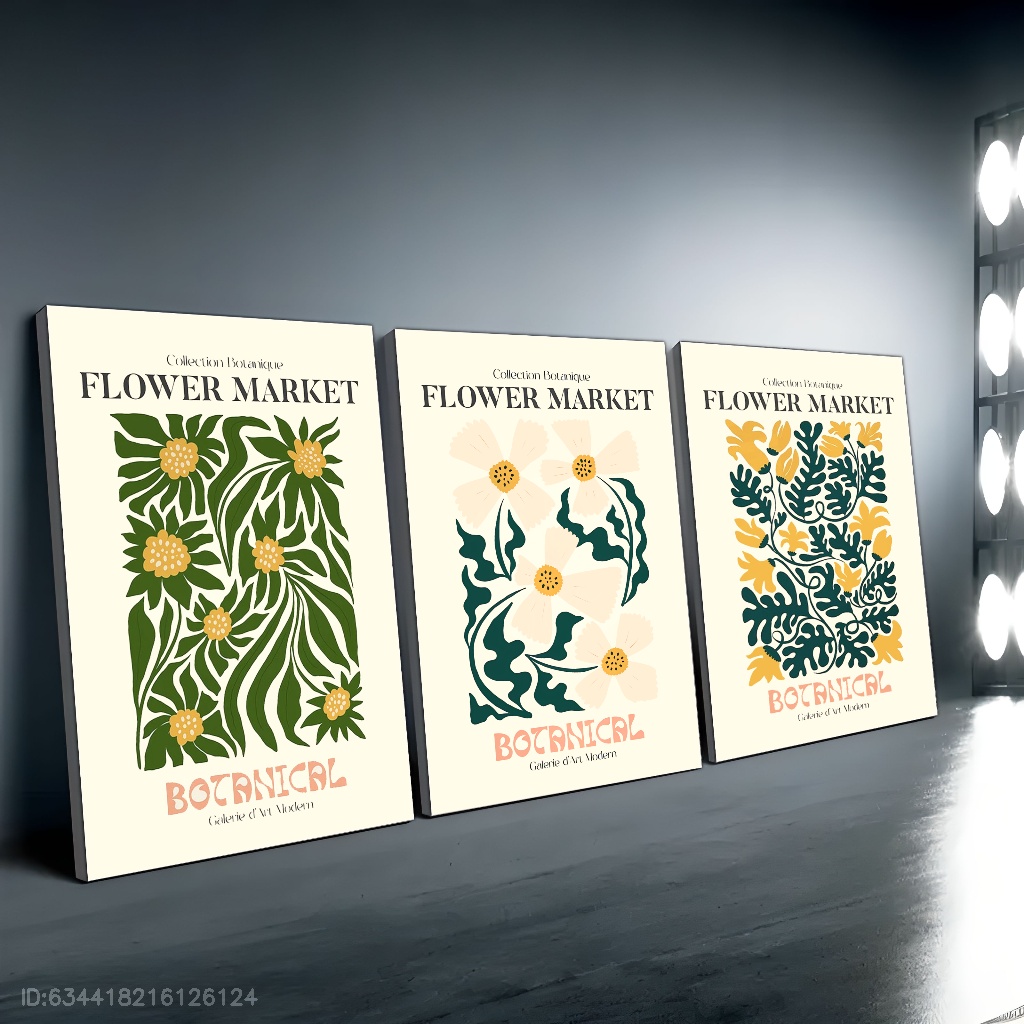 Collection Botanique
FLOWER MARKET
BOTANICAL
Galerie d'Art Modern
Collection Botanique
FLOWER MARKET
BOTANICAL
Galerie d'Art Modern
Collection Botanique
FLOWER MARKET
BOTANICAL
Galerie d'Art Modern
ID:634418216126124